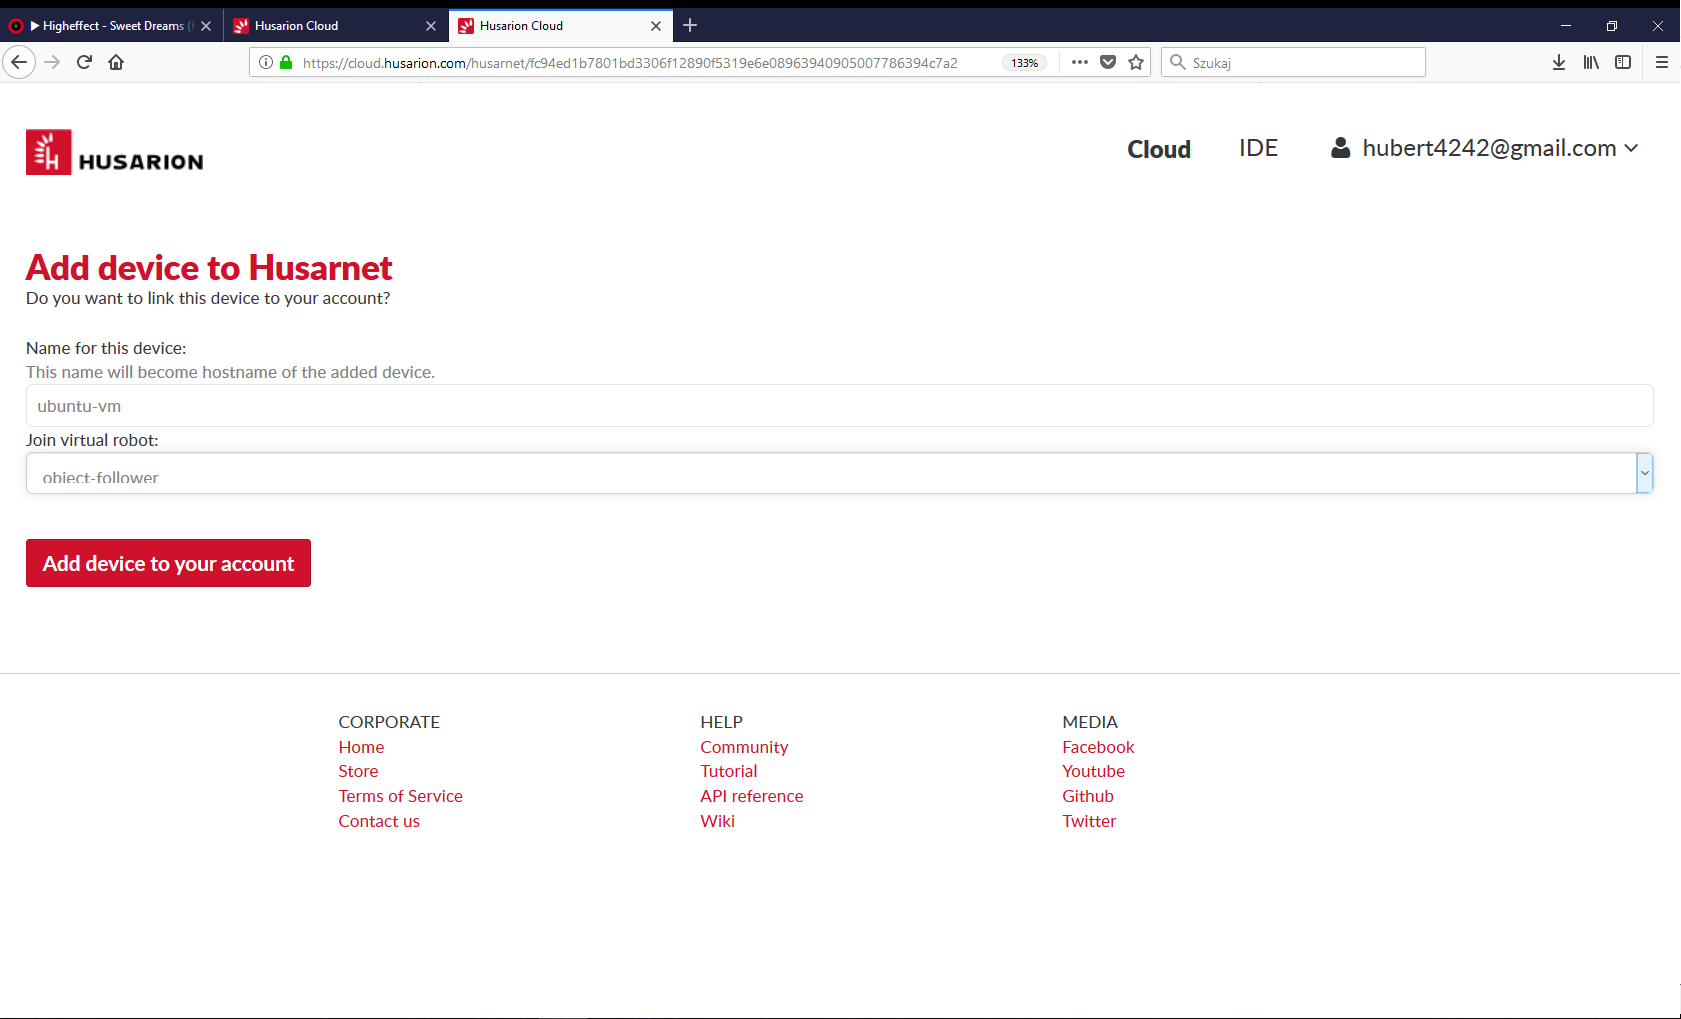 ▶ Higheffect - Sweet Dreams (
Husarion Cloud
Husarion Cloud
https://cloud.husarion.com/husarnet/fc94ed1b7801bd3306f12890f5319e6e08963940905007786394c7a2
133%
Szukaj
HUSARION
Cloud
IDE
hubert4242@gmail.com
Add device to Husarnet
Do you want to link this device to your account?
Name for this device:
This name will become hostname of the added device.
ubuntu-vm
Join virtual robot:
object-follower
Add device to your account
CORPORATE
Home
Store
Terms of Service
Contact us
HELP
Community
Tutorial
API reference
Wiki
MEDIA
Facebook
Youtube
Github
Twitter